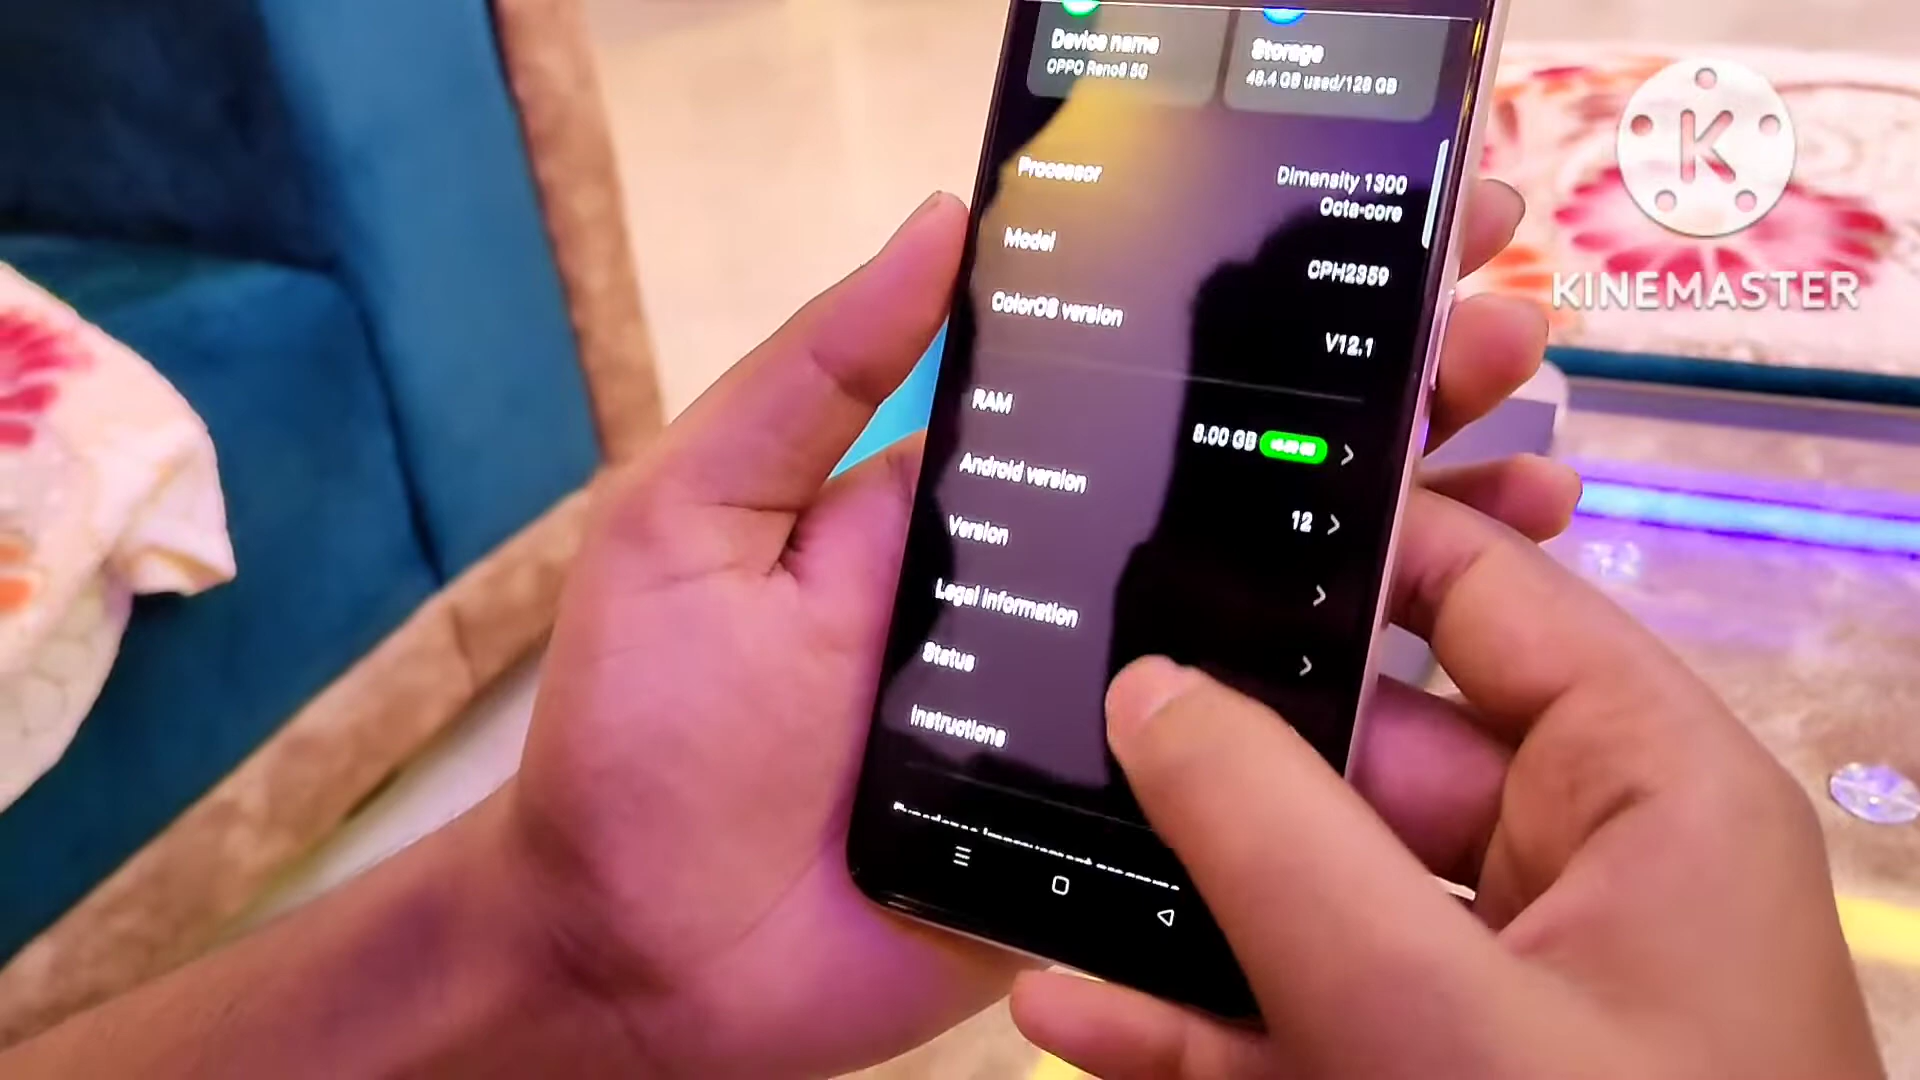 Device name
OPPO Reno8 5G
Storage
48.4 GB used/128 GB
Processor
Dimensity 1300
Octa-core
Model
CPH2359
ColorOS version
V12.1
RAM
8.00 GB
Android version
12
Version
Legal information
Status
Instructions
K
KINEMASTER